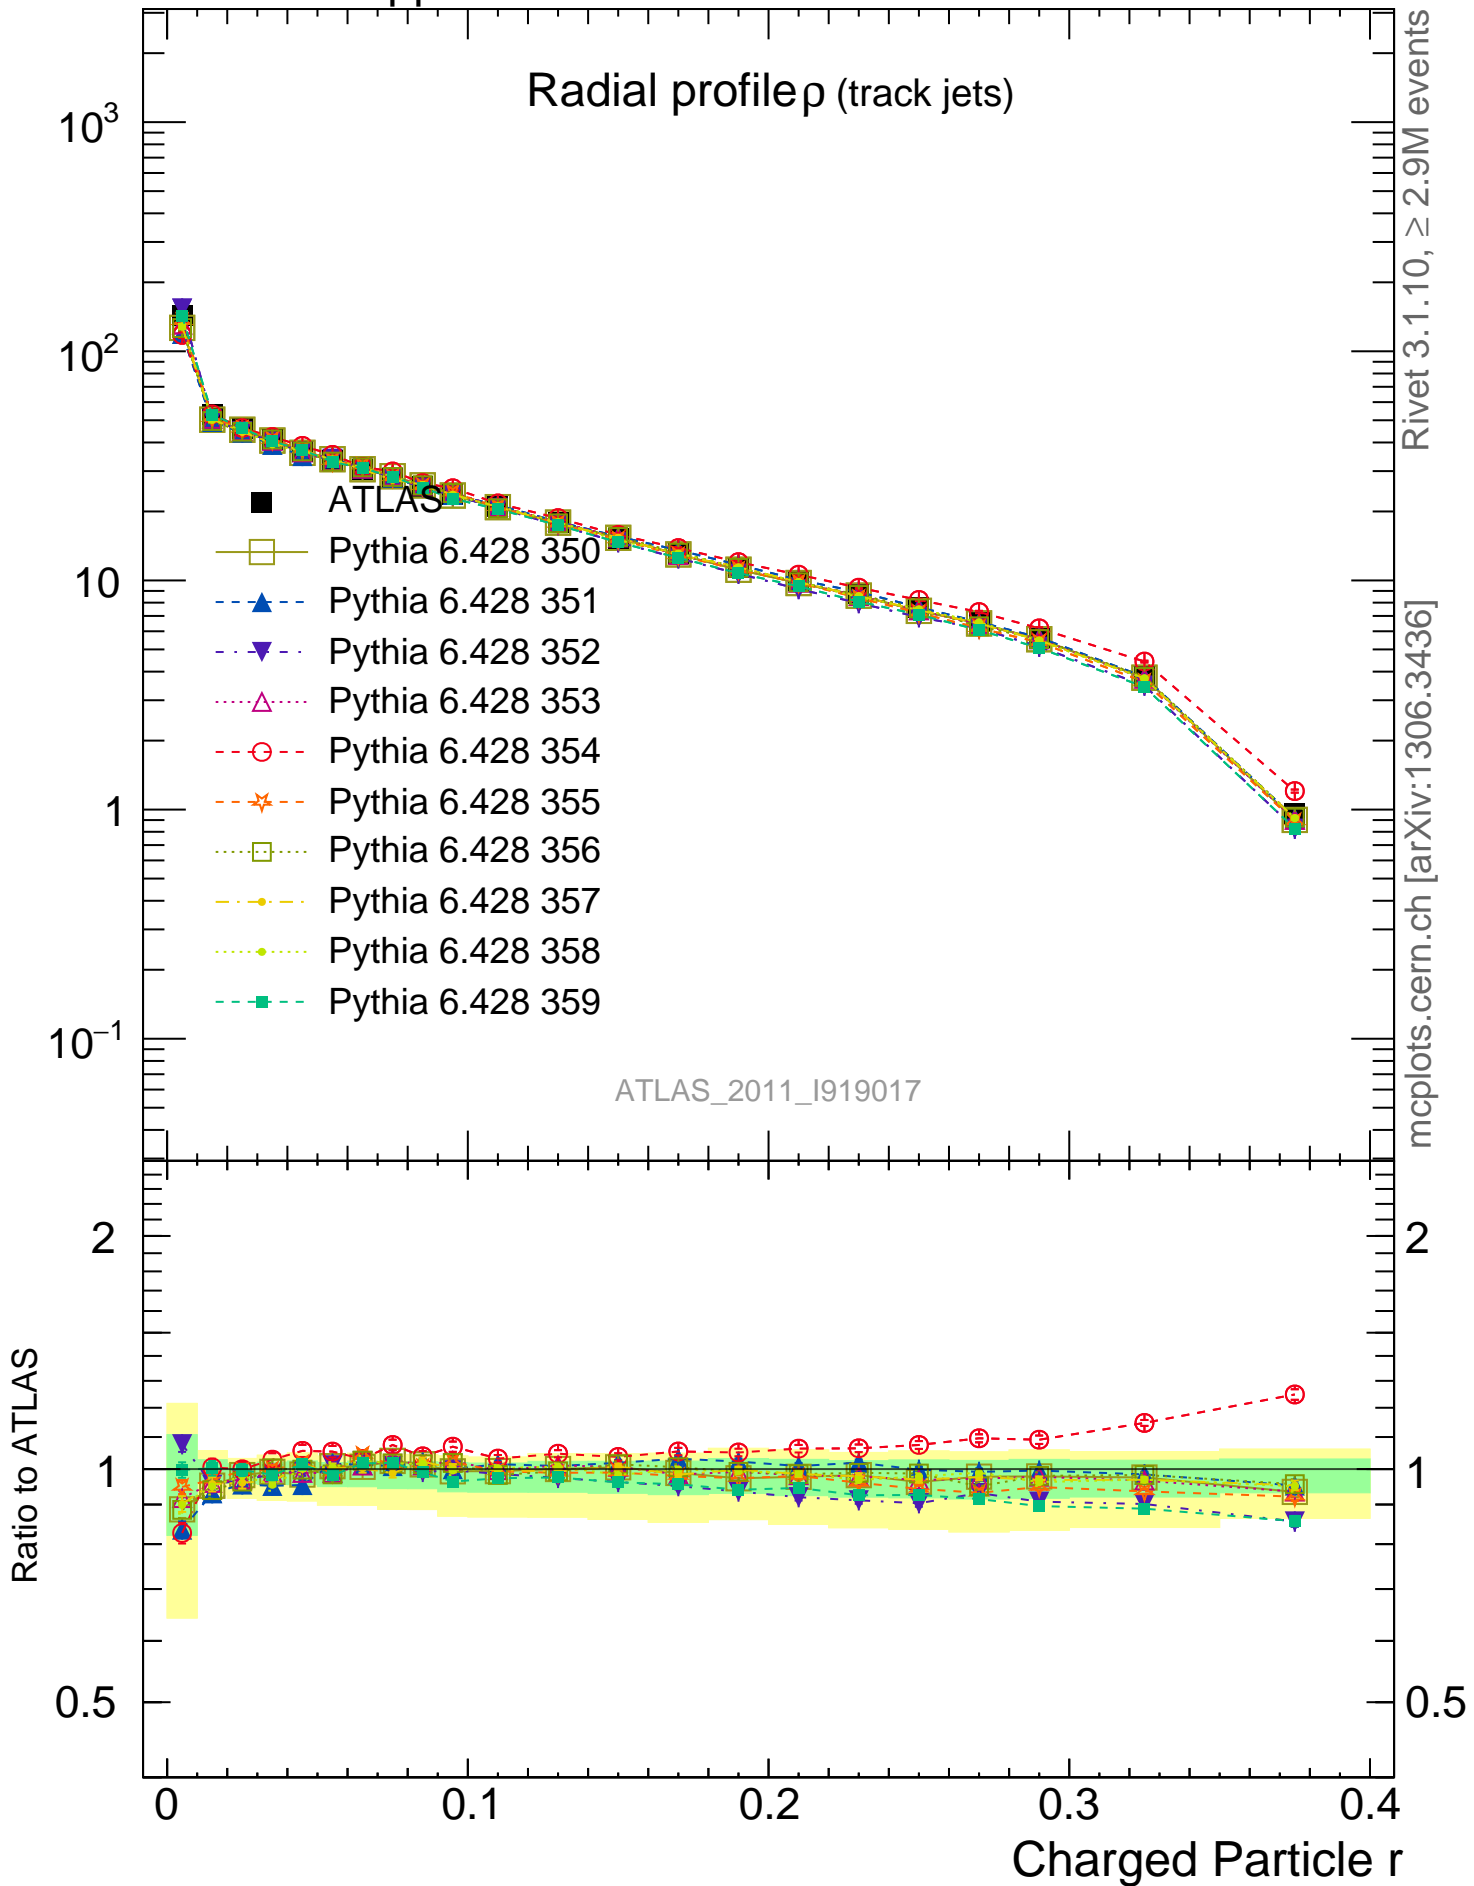 Radial profileρ (track jets)
10³
10²
10
1
10⁻¹
ATLAS
Pythia 6.428 350
Pythia 6.428 351
Pythia 6.428 352
Pythia 6.428 353
Pythia 6.428 354
Pythia 6.428 355
Pythia 6.428 356
Pythia 6.428 357
Pythia 6.428 358
Pythia 6.428 359
ATLAS_2011_I919017
Rivet 3.1.10, ≥ 2.9M events
mcplots.cern.ch [arXiv:1306.3436]
Ratio to ATLAS
2
1
0.5
2
1
0.5
0 0.1 0.2 0.3 0.4
Charged Particle r